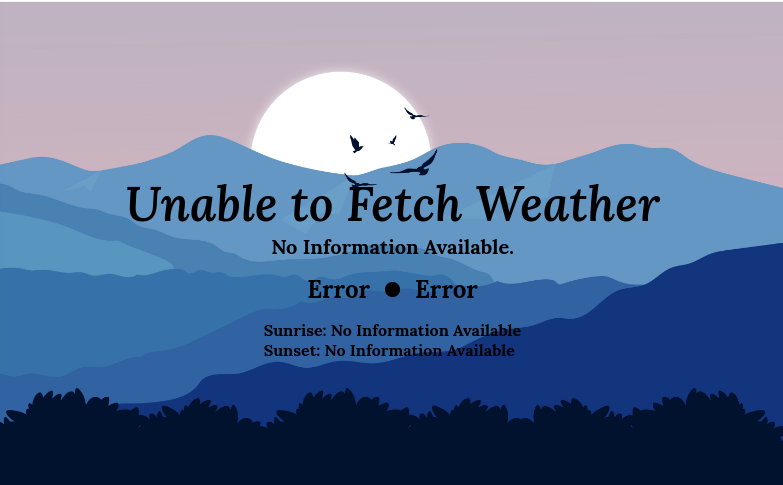 Unable to Fetch Weather
No Information Available.
Error ● Error
Sunrise: No Information Available
Sunset: No Information Available